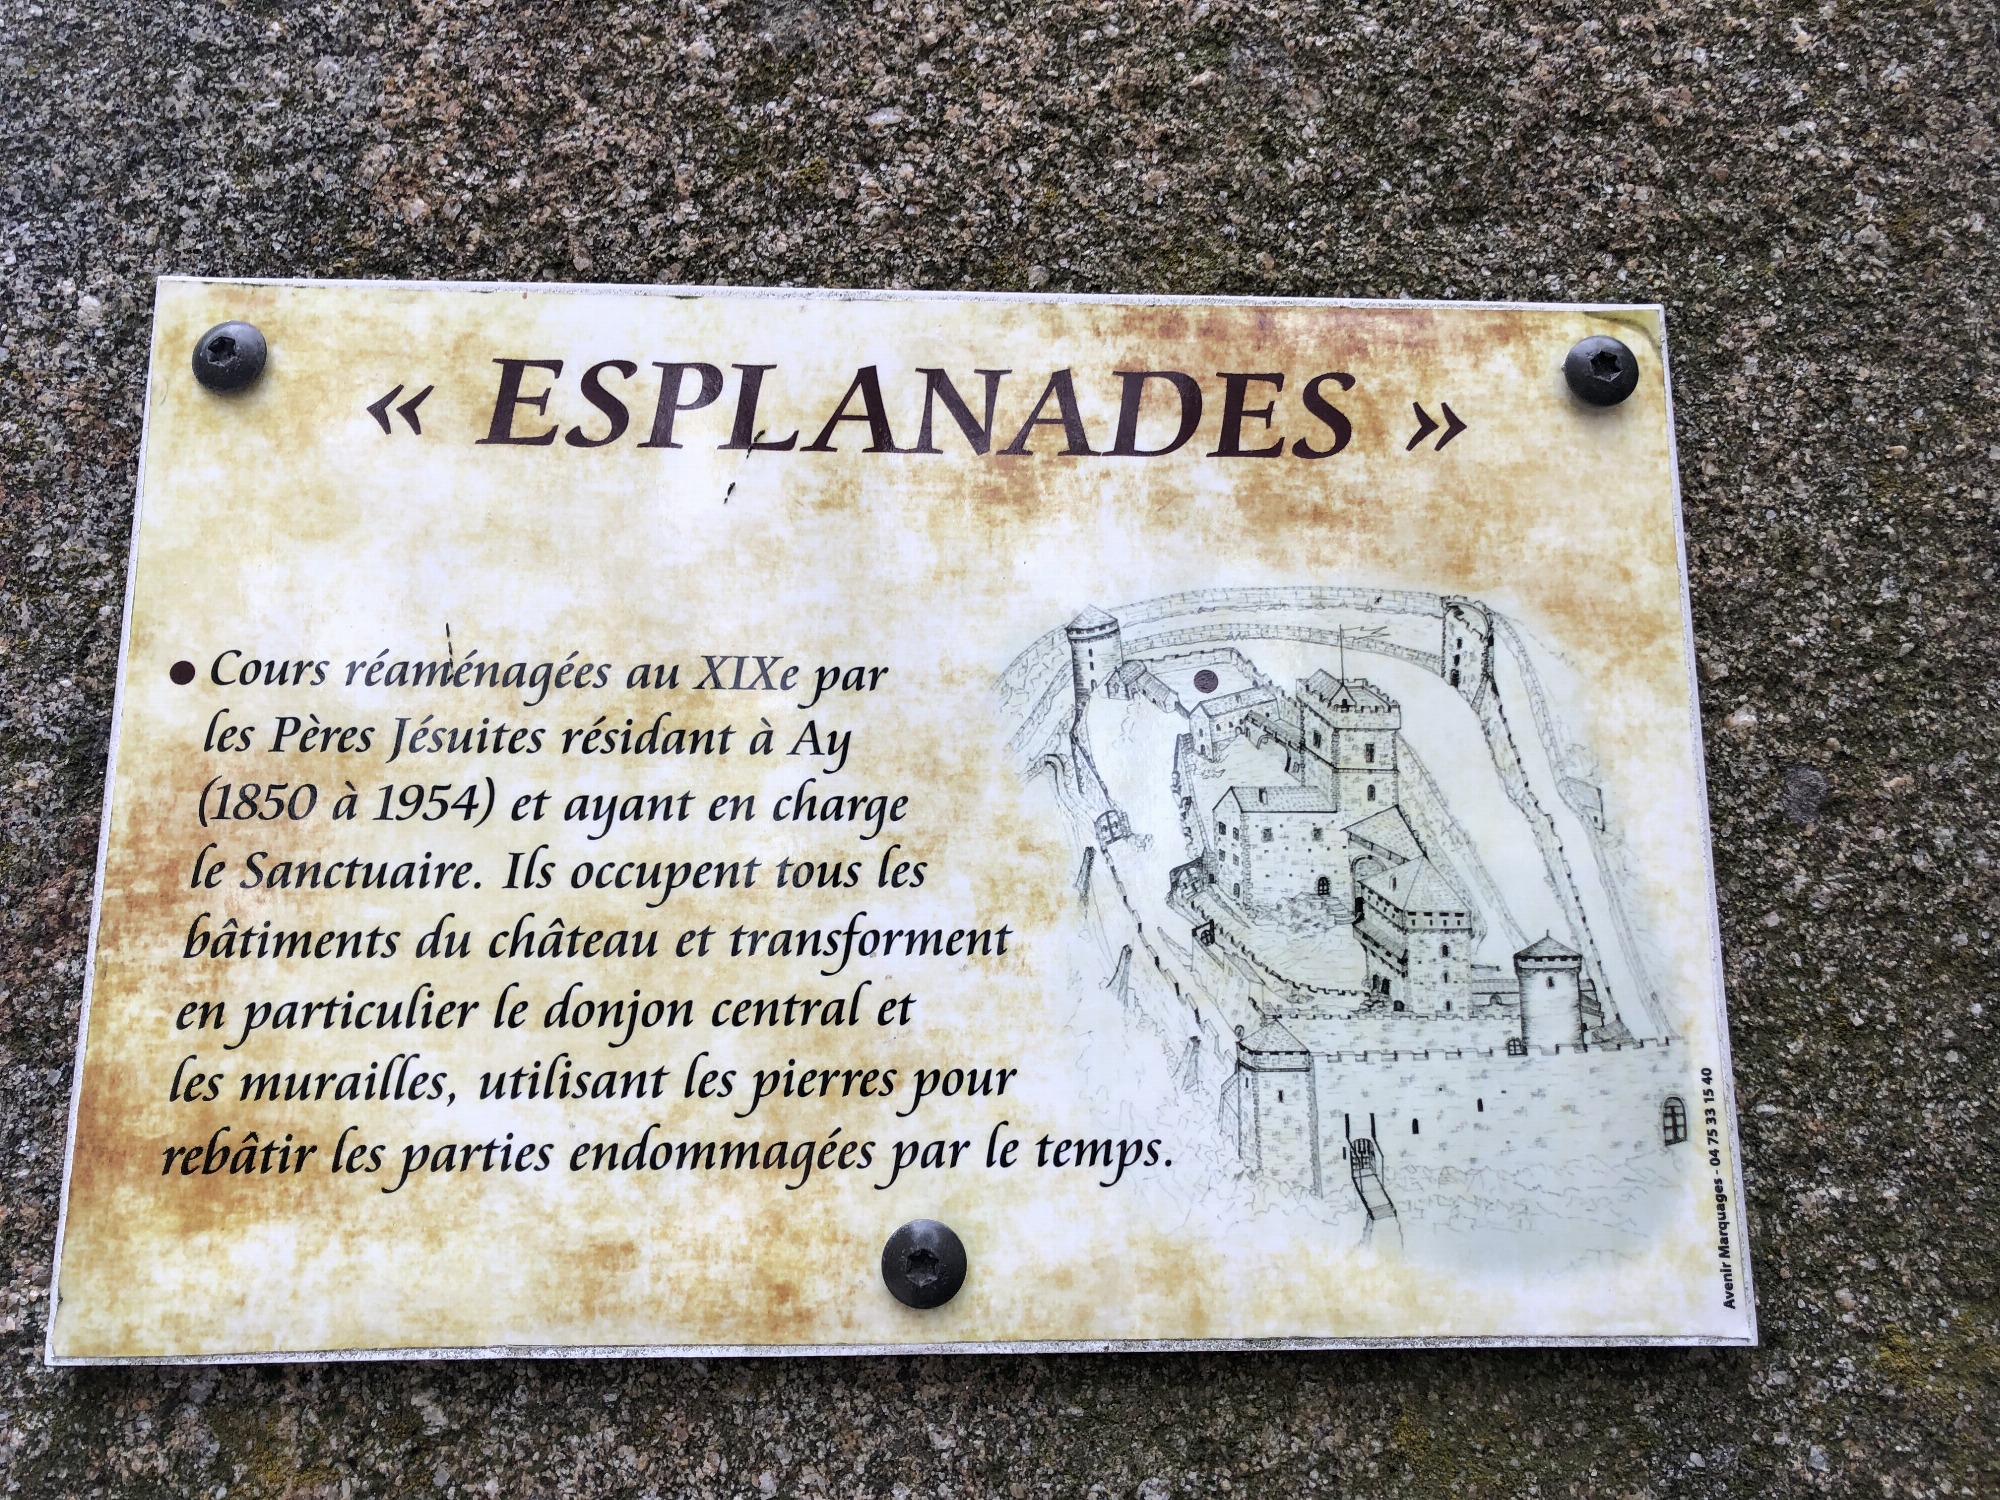 « ESPLANADES »
● Cours réaménagées au XIXe par
les Pères Jésuites résidant à Ay
(1850 à 1954) et ayant en charge
le Sanctuaire. Ils occupent tous les
bâtiments du château et transforment
en particulier le donjon central et
les murailles, utilisant les pierres pour
rebâtir les parties endommagées par le temps.
Avenir Marquages - 04 75 33 15 40